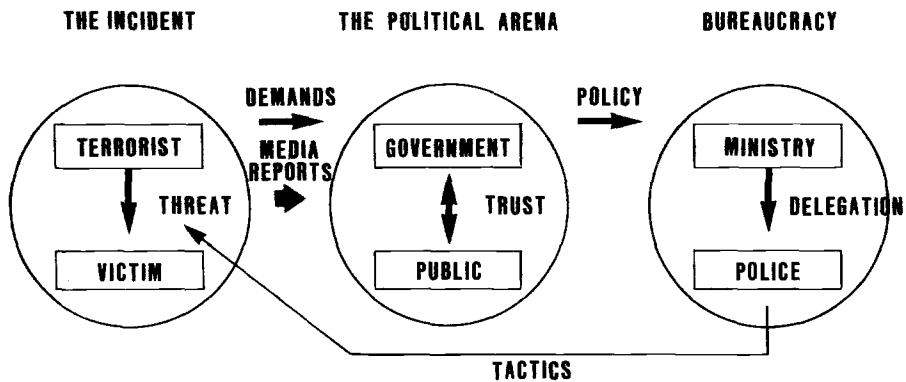 THE INCIDENT
THE POLITICAL ARENA
BUREAUCRACY
DEMANDS
POLICY
TERRORIST
MEDIA
REPORTS
GOVERNMENT
MINISTRY
THREAT
TRUST
DELEGATION
VICTIM
PUBLIC
POLICE
TACTICS